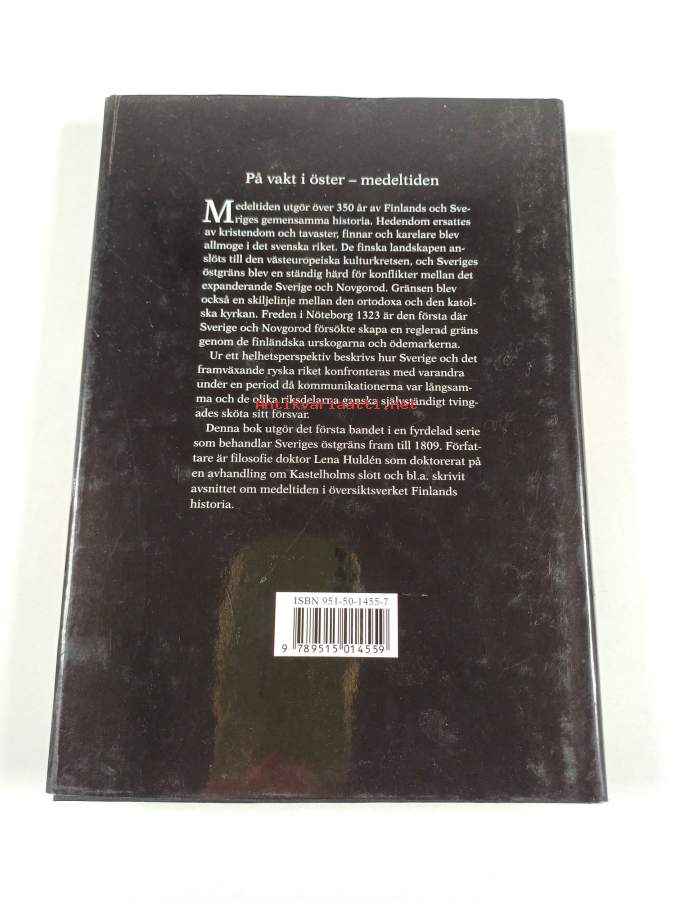 På vakt i öster – medeltiden
Medeltiden utgör över 350 år av Finlands och Sve-
riges gemensamma historia. Hedendom ersattes
av kristendom och tavaster, finnar och karelare blev
allmoge i det svenska riket. De finska landskapen an-
slöts till den västeuropeiska kulturkretsen, och Sveriges
östgräns blev en ständig härd för konflikter mellan det
expanderande Sverige och Novgorod. Gränsen blev
också en skiljelinje mellan den ortodoxa och den katol-
ska kyrkan. Freden i Nöteborg 1323 är den första där
Sverige och Novgorod försökte skapa en reglerad gräns
genom de finländska urskogarna och ödemarkerna.
Ur ett helhetsperspektiv beskrivs hur Sverige och det
framväxande ryska riket konfronteras med varandra
under en period då kommunikationerna var långsam-
ma och de olika riksdelarna ganska självständigt tving-
Antikvariaatti.net
ades sköta sitt försvar.
Denna bok utgör det första bandet i en fyrdelad serie
som behandlar Sveriges östgräns fram till 1809. Förfat-
tare är filosofie doktor Lena Huldén som doktorerat på
en avhandling om Kastelholms slott och bl.a. skrivit
avsnittet om medeltiden i översiktsverket Finlands
historia.
ISBN 951-50-1455-7
9 789515 014559